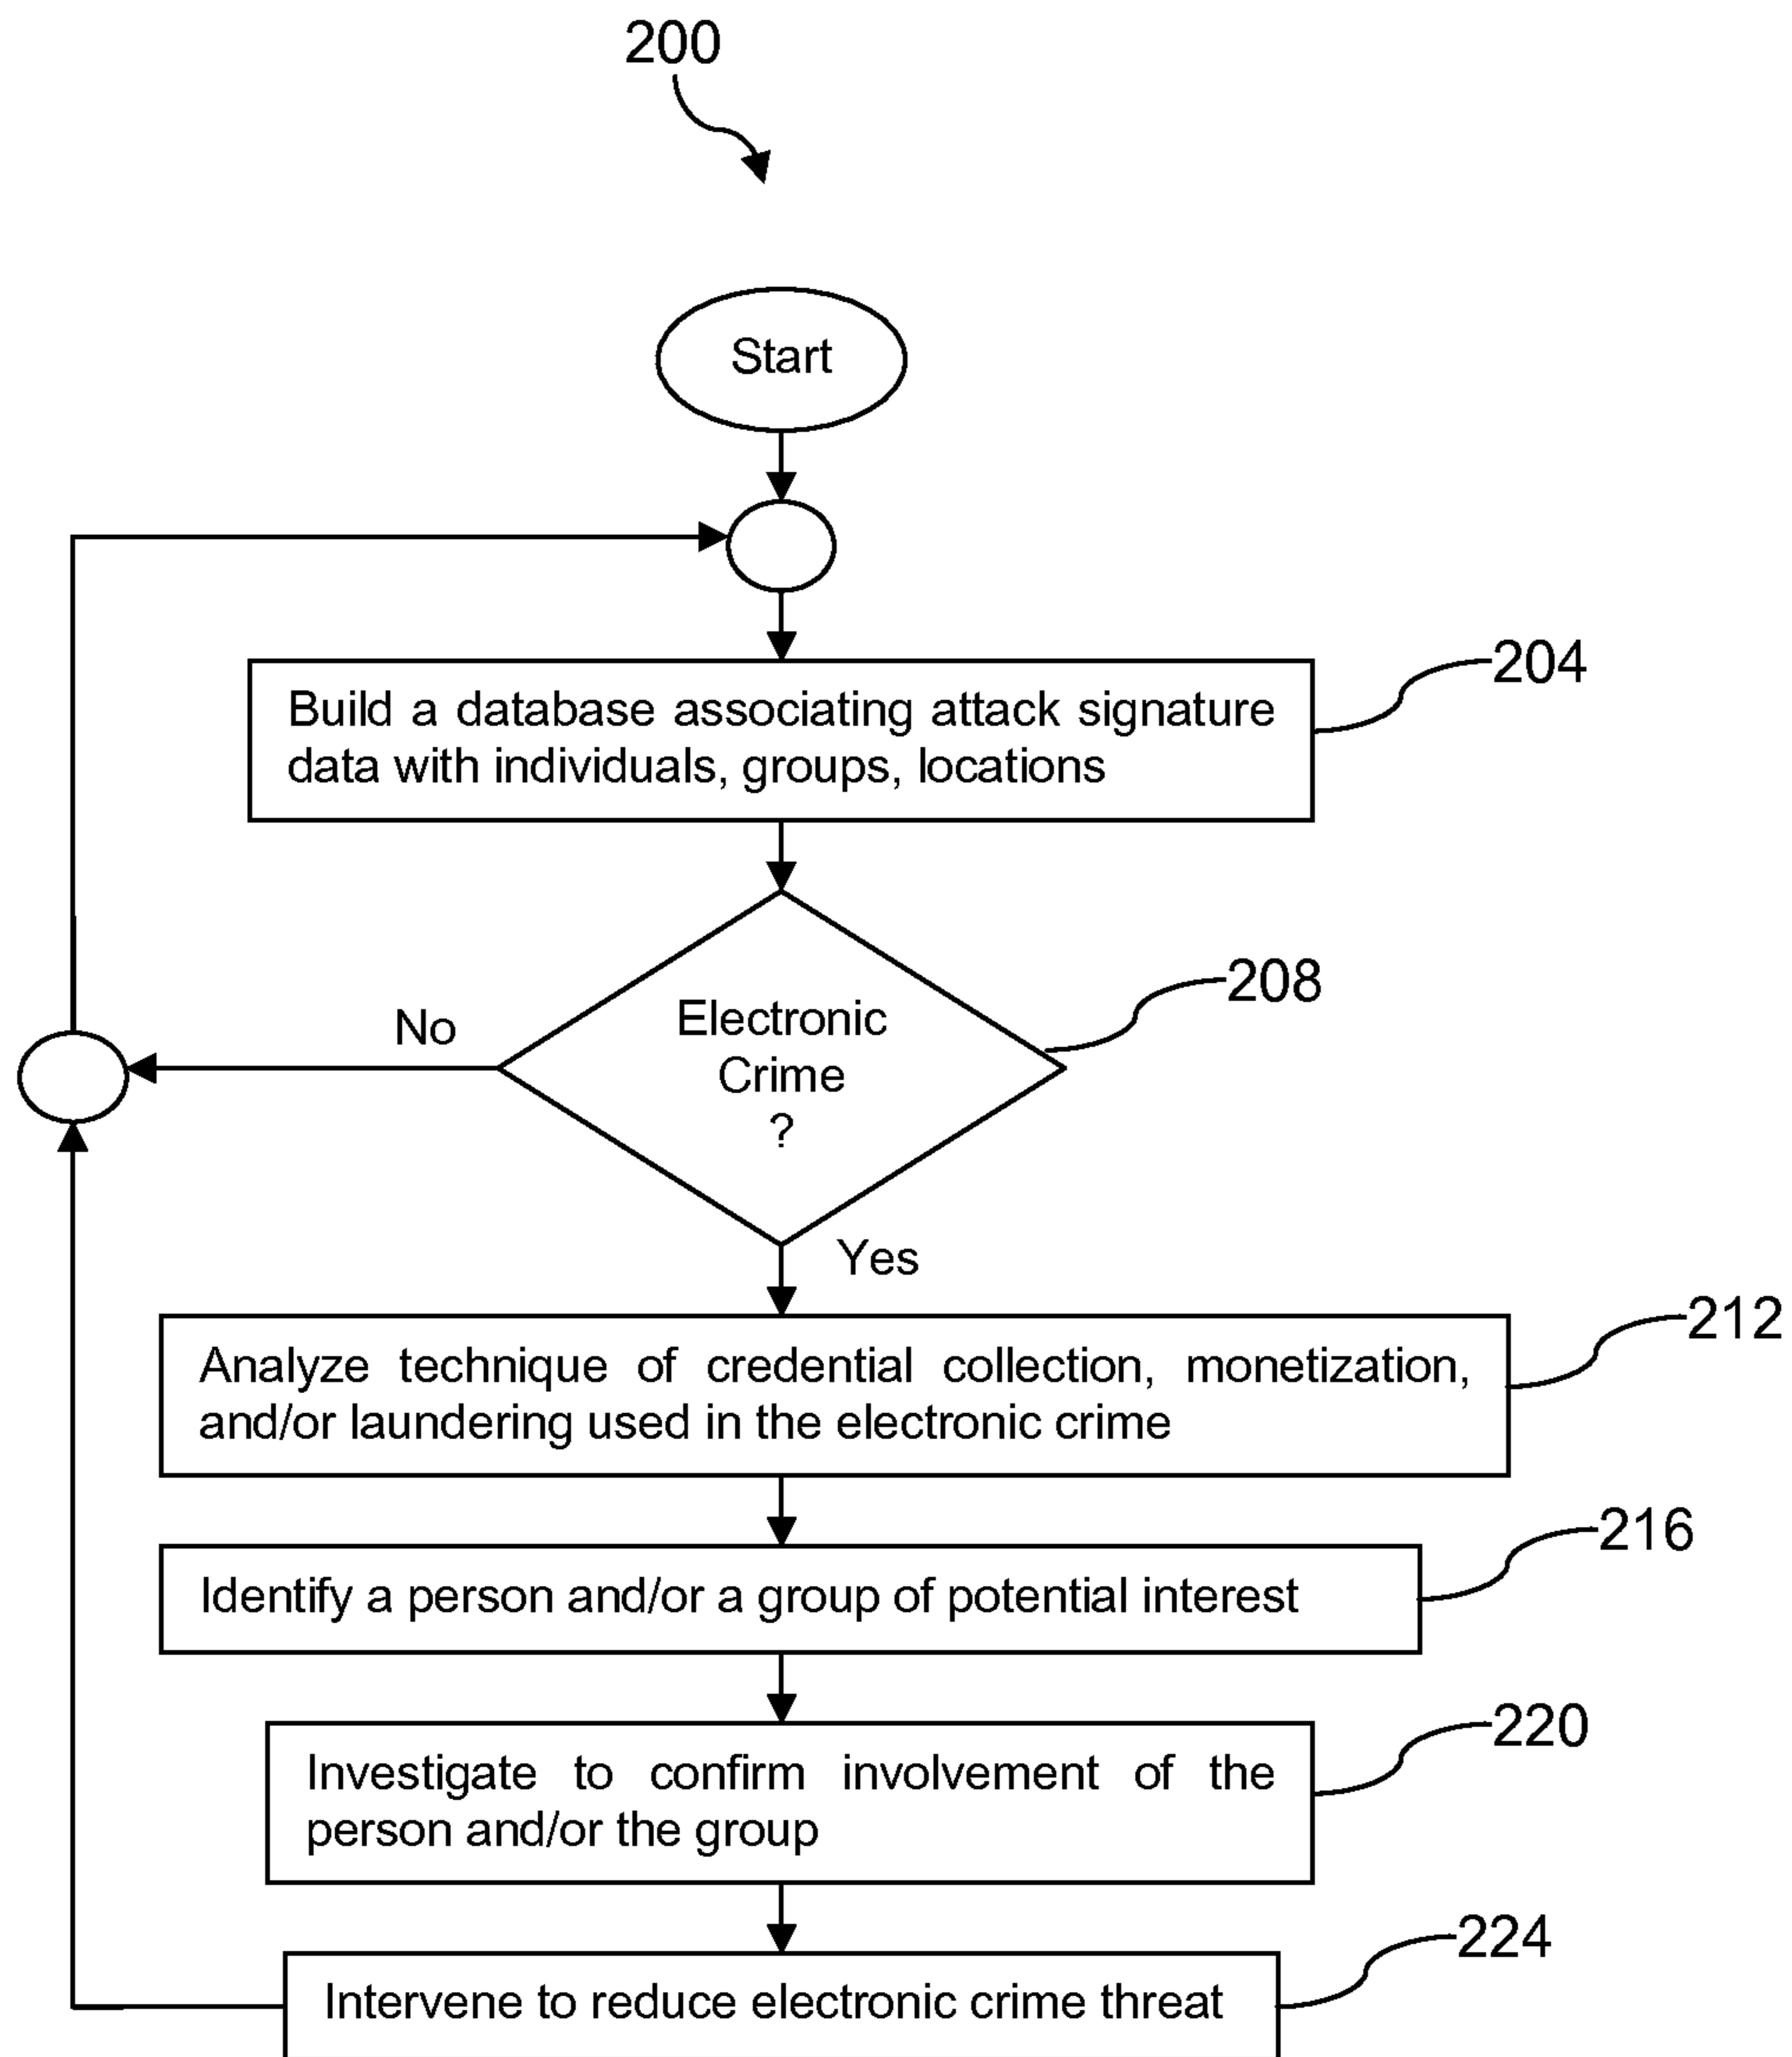 200
Start
204
Build a database associating attack signature
data with individuals, groups, locations
208
No
Electronic
Crime
?
Yes
212
Analyze technique of credential collection, monetization,
and/or laundering used in the electronic crime
216
Identify a person and/or a group of potential interest
220
Investigate to confirm involvement of the
person and/or the group
224
Intervene to reduce electronic crime threat